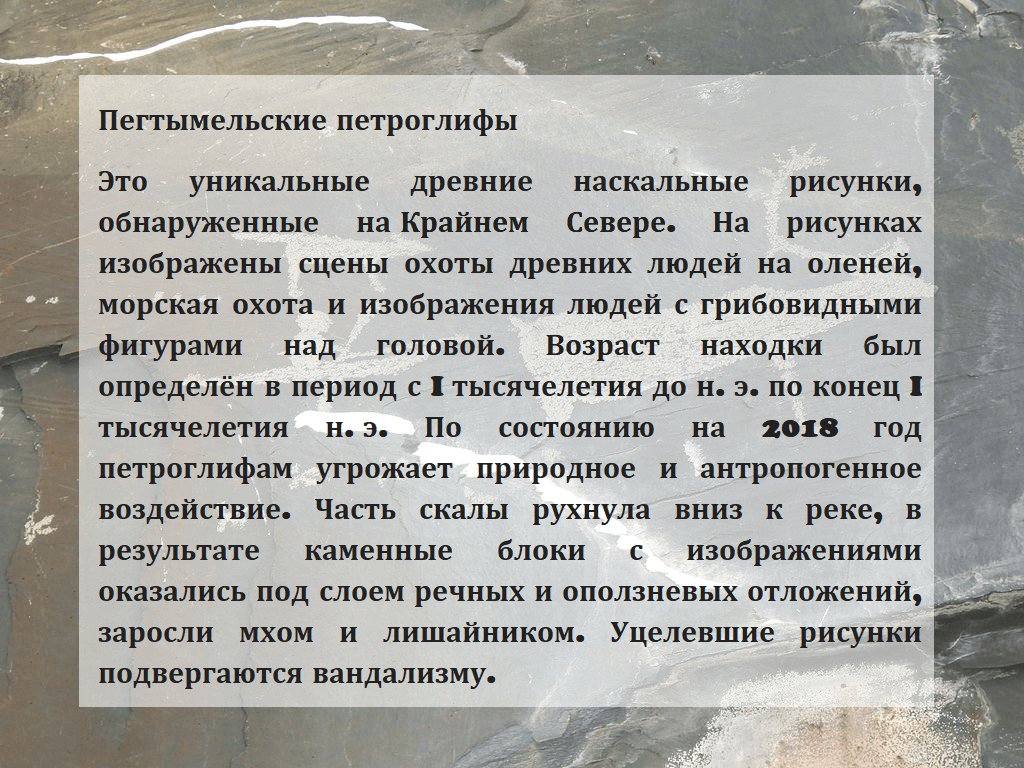 Пегтымельские петроглифы
Это уникальные древние наскальные рисунки,
обнаруженные на Крайнем Севере. На рисунках
изображены сцены охоты древних людей на оленей,
морская охота и изображения людей с грибовидными
фигурами над головой. Возраст находки был
определён в период с I тысячелетия до н. э. по конец I
тысячелетия н. э. По состоянию на 2018 год
петроглифам угрожает природное и антропогенное
воздействие. Часть скалы рухнула вниз к реке, в
результате каменные блоки с изображениями
оказались под слоем речных и оползневых отложений,
заросли мхом и лишайником. Уцелевшие рисунки
подвергаются вандализму.